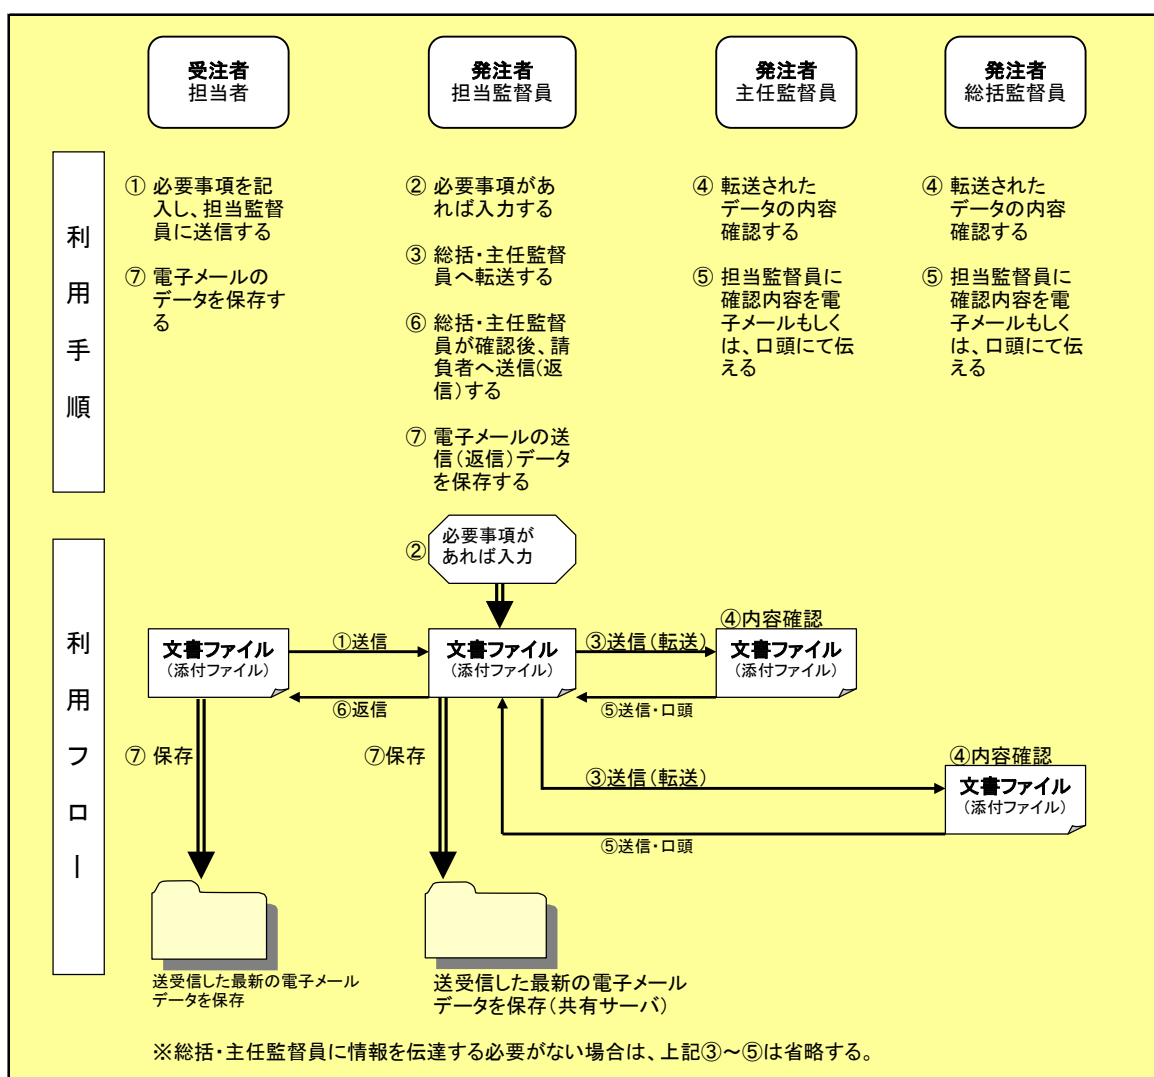 受注者
担当者
発注者
担当監督員
発注者
主任監督員
発注者
総括監督員
利用手順
① 必要事項を記
入し、担当監督
員に送信する
⑦ 電子メールの
データを保存す
る
② 必要事項があ
れば入力する
③ 総括・主任監督
員へ転送する
⑥ 総括・主任監督
員が確認後、請
負者へ送信(返
信)する
⑦ 電子メールの送
信(返信)データ
を保存する
④ 転送された
データの内容
確認する
⑤ 担当監督員に
確認内容を電
子メールもしく
は、口頭にて伝
える
④ 転送された
データの内容
確認する
⑤ 担当監督員に
確認内容を電
子メールもしく
は、口頭にて伝
える
利用フロー
②
必要事項が
あれば入力
文書ファイル
(添付ファイル)
①送信
⑥返信
文書ファイル
(添付ファイル)
③送信(転送)
⑤送信・口頭
④内容確認
文書ファイル
(添付ファイル)
⑦ 保存
⑦保存
③送信(転送)
⑤送信・口頭
④内容確認
文書ファイル
(添付ファイル)
送受信した最新の電子メール
データを保存
送受信した最新の電子メール
データを保存(共有サーバ)
※総括・主任監督員に情報を伝達する必要がない場合は、上記③~⑤は省略する。